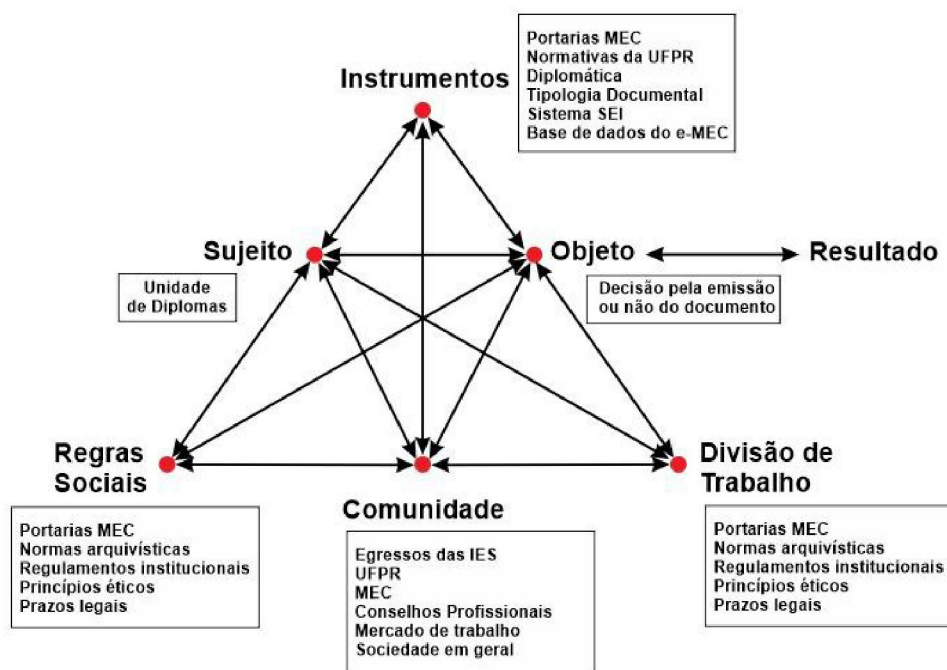 Instrumentos
Portarias MEC
Normativas da UFPR
Diplomática
Tipologia Documental
Sistema SEI
Base de dados do e-MEC
Sujeito
Unidade
de Diplomas
Objeto
Decisão pela emissão
ou não do documento
Resultado
Regras
Sociais
Portarias MEC
Normas arquivísticas
Regulamentos institucionais
Princípios éticos
Prazos legais
Comunidade
Egressos das IES
UFPR
MEC
Conselhos Profissionais
Mercado de trabalho
Sociedade em geral
Divisão de
Trabalho
Portarias MEC
Normas arquivísticas
Regulamentos institucionais
Princípios éticos
Prazos legais